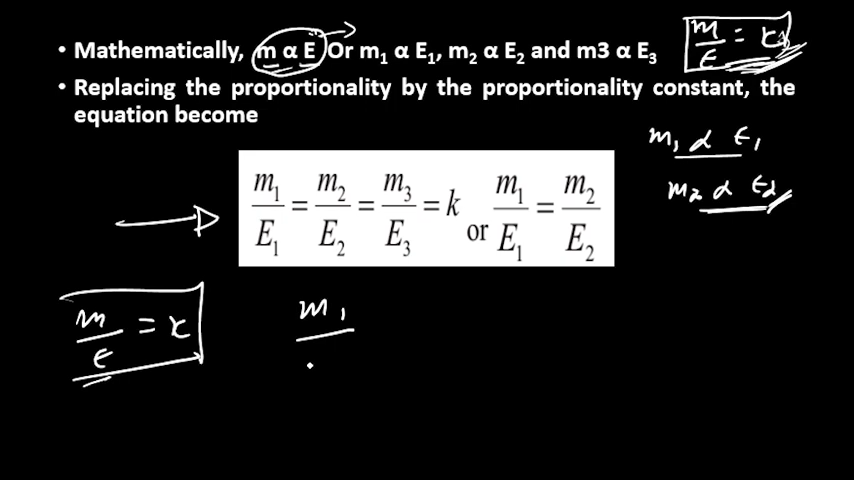 • Mathematically, m α E Or m₁ α E₁, m₂ α E₂ and m3 α E₃
m/E = k
• Replacing the proportionality by the proportionality constant, the
equation become
m₁ α E₁
m₂ α E₂
m₁/E₁ = m₂/E₂ = m₃/E₃ = k or m₁/E₁ = m₂/E₂
m/E = k
m₁